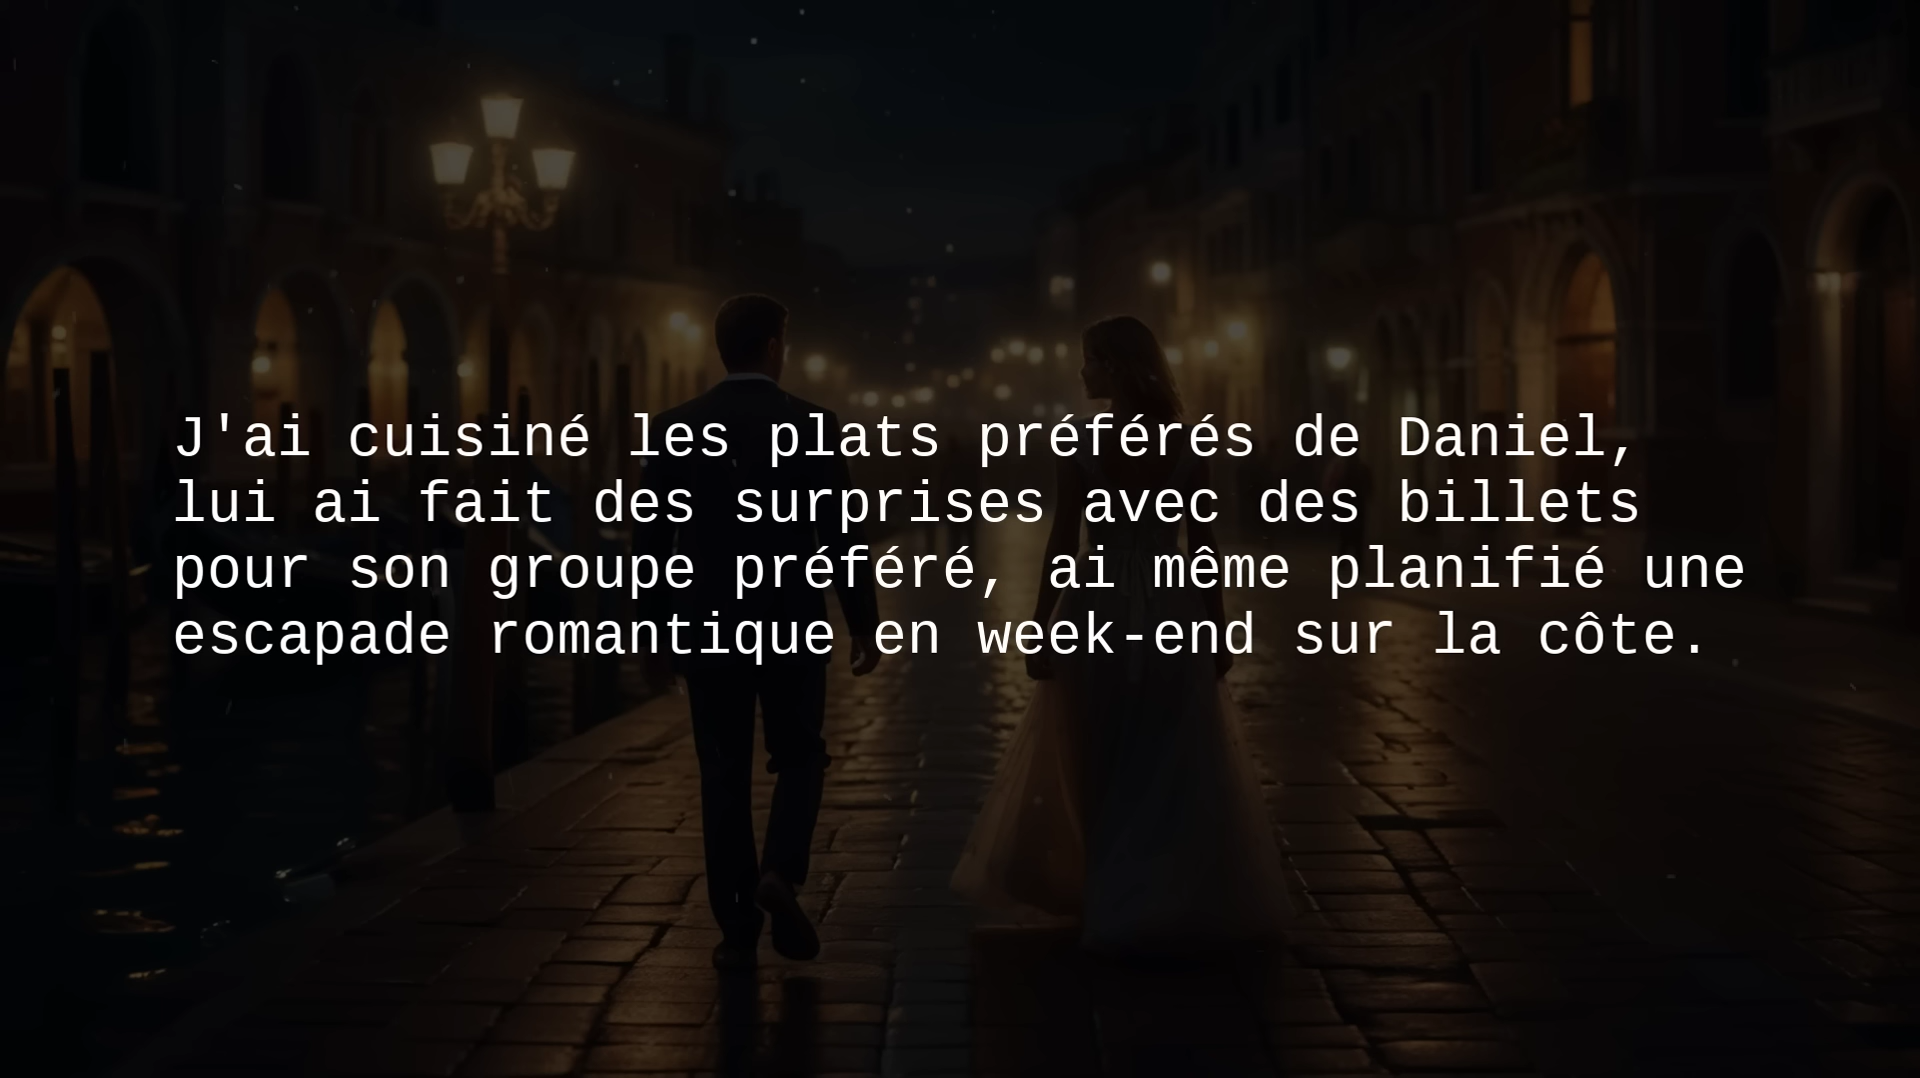 J'ai cuisiné les plats préférés de Daniel,
lui ai fait des surprises avec des billets
pour son groupe préféré, ai même planifié une
escapade romantique en week-end sur la côte.